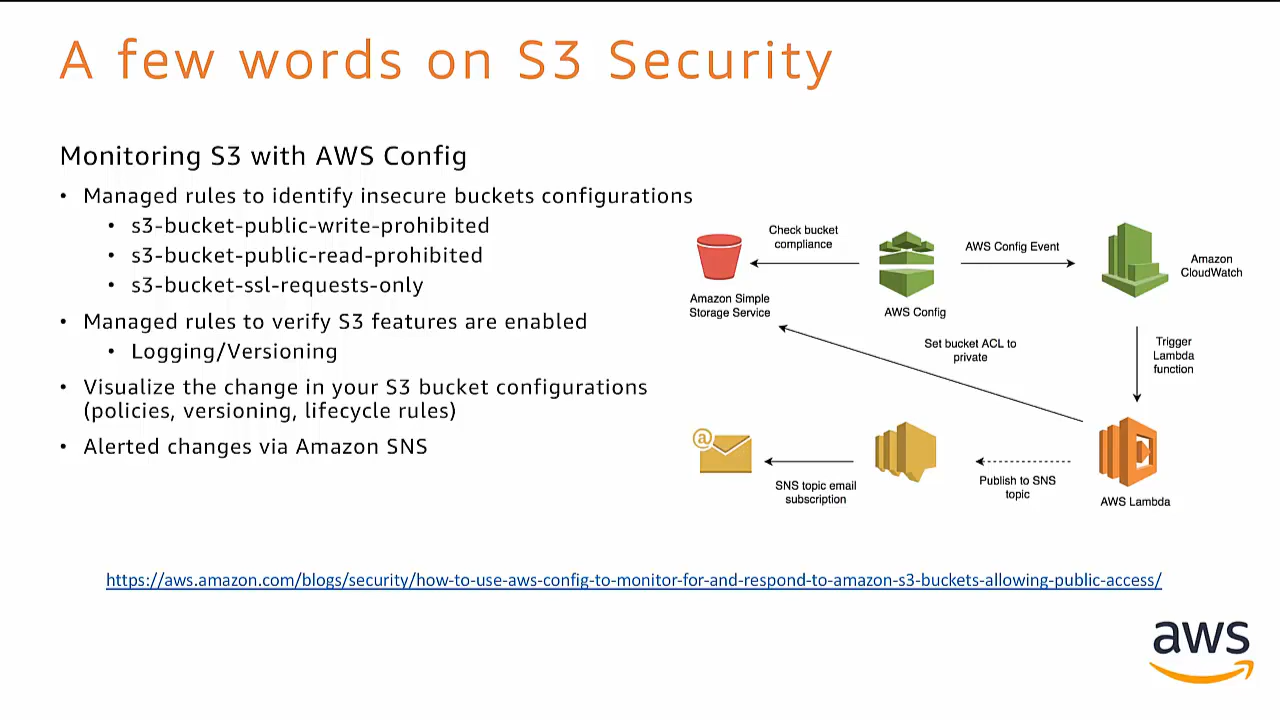 A few words on S3 Security
Monitoring S3 with AWS Config
• Managed rules to identify insecure buckets configurations
• s3-bucket-public-write-prohibited
• s3-bucket-public-read-prohibited
• s3-bucket-ssl-requests-only
• Managed rules to verify S3 features are enabled
• Logging/Versioning
• Visualize the change in your S3 bucket configurations
(policies, versioning, lifecycle rules)
• Alerted changes via Amazon SNS
Check bucket
compliance
AWS Config Event
Amazon
CloudWatch
Amazon Simple
Storage Service
AWS Config
Set bucket ACL to
private
Trigger
Lambda
function
@
SNS topic email
subscription
Publish to SNS
topic
AWS Lambda
https://aws.amazon.com/blogs/security/how-to-use-aws-config-to-monitor-for-and-respond-to-amazon-s3-buckets-allowing-public-access/
aws